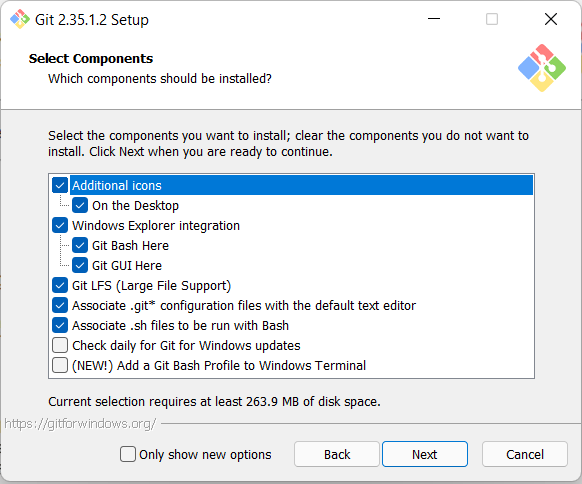 Git 2.35.1.2 Setup
Select Components
Which components should be installed?
Select the components you want to install; clear the components you do not want to
install. Click Next when you are ready to continue.
Additional icons
On the Desktop
Windows Explorer integration
Git Bash Here
Git GUI Here
Git LFS (Large File Support)
Associate .git* configuration files with the default text editor
Associate .sh files to be run with Bash
Check daily for Git for Windows updates
(NEW!) Add a Git Bash Profile to Windows Terminal
Current selection requires at least 263.9 MB of disk space.
https://gitforwindows.org/
Only show new options
Back
Next
Cancel